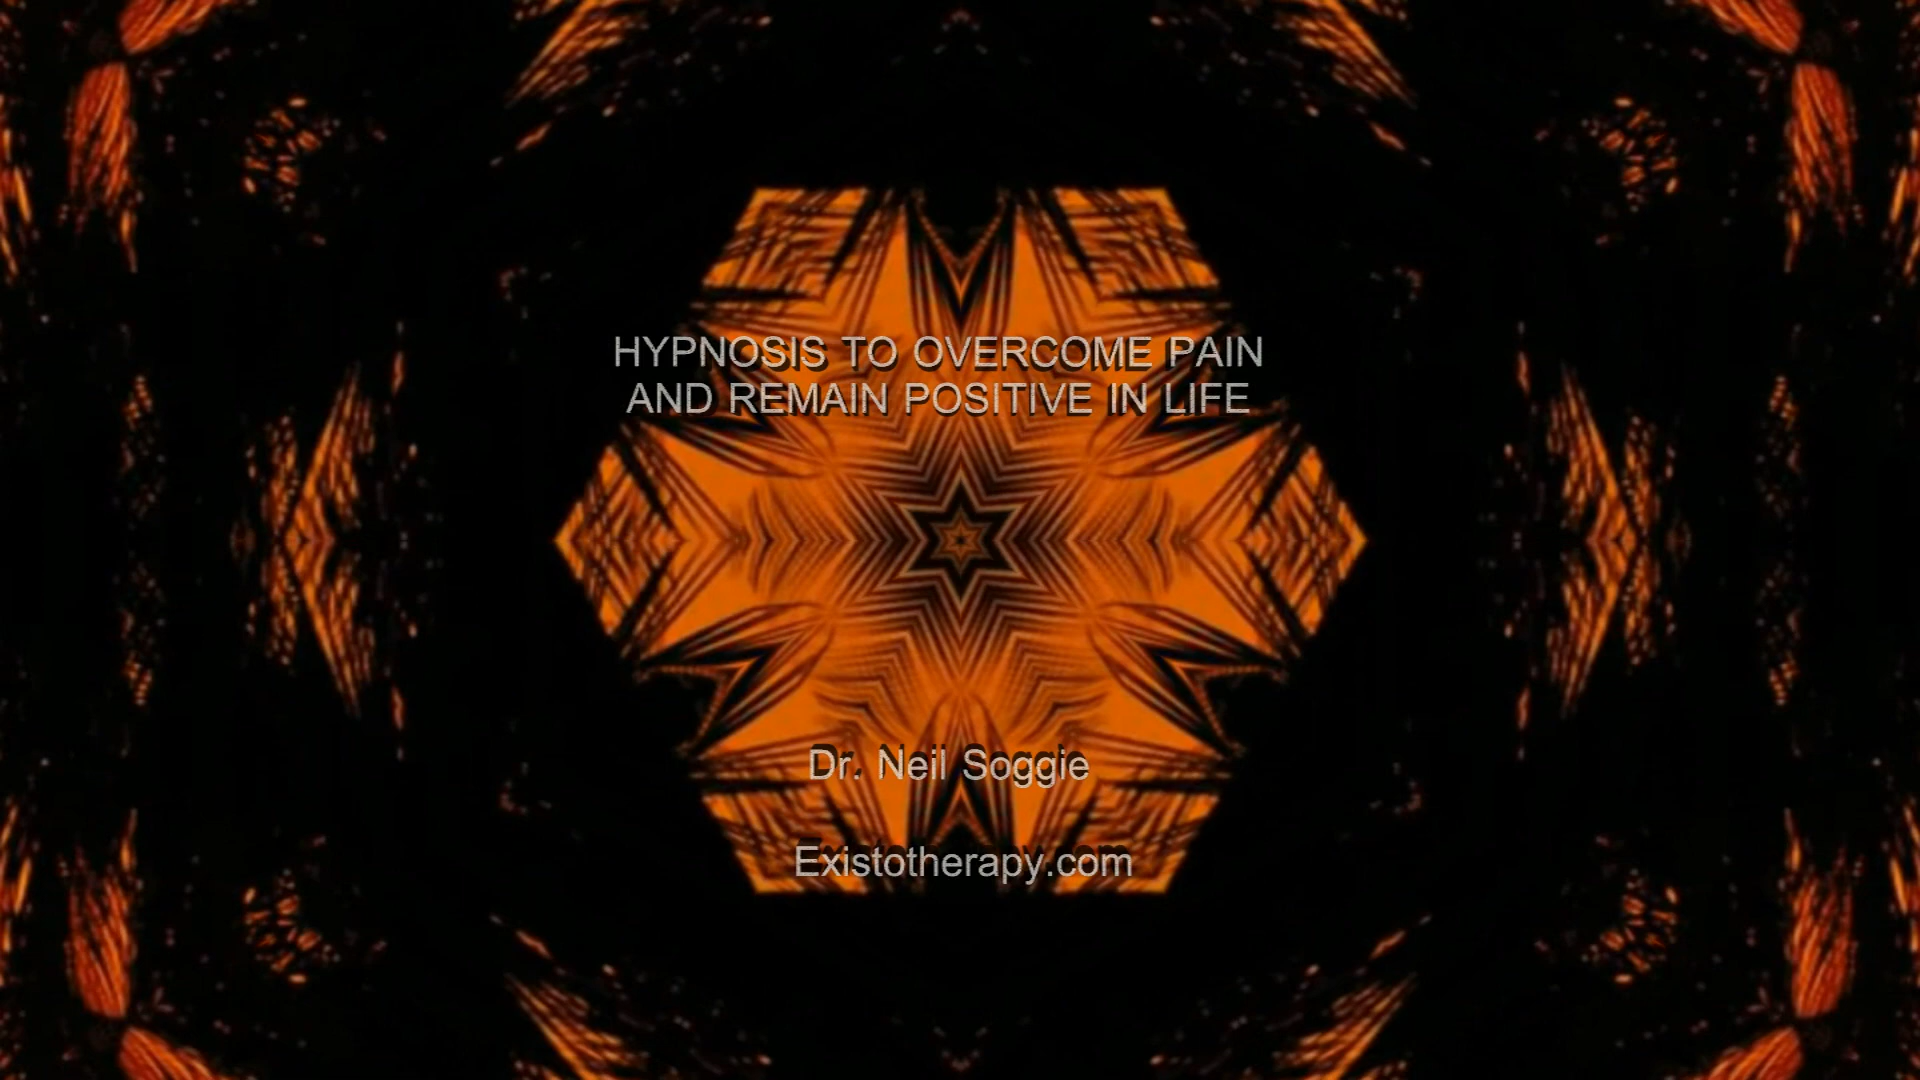 HYPNOSIS TO OVERCOME PAIN
AND REMAIN POSITIVE IN LIFE
Dr. Neil Soggie
Existotherapy.com